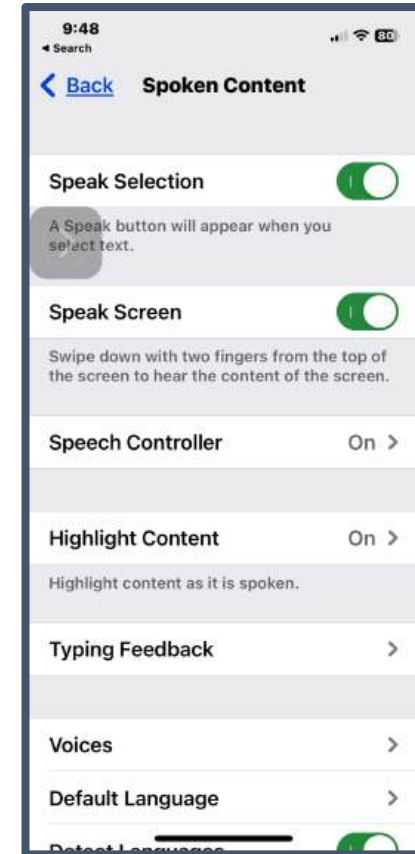 9:48
◀ Search
80
Back Spoken Content
Speak Selection
A Speak button will appear when you
select text.
Speak Screen
Swipe down with two fingers from the top of
the screen to hear the content of the screen.
Speech Controller On >
Highlight Content On >
Highlight content as it is spoken.
Typing Feedback >
Voices >
Default Language >
Detect Languages